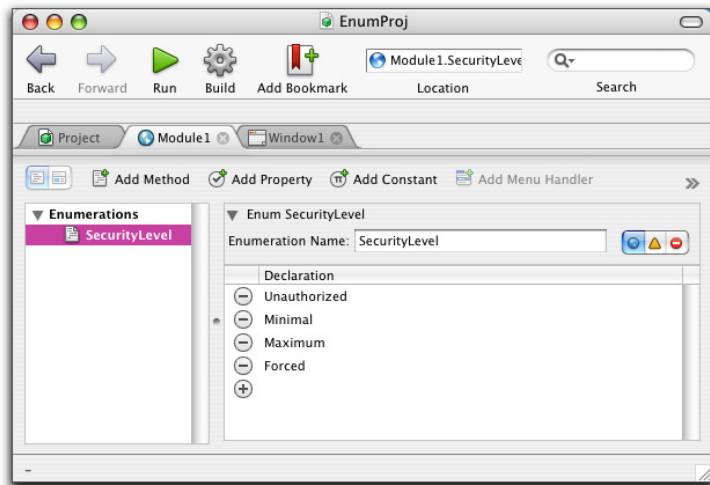 EnumProj
Module1.SecurityLeve
Back Forward Run Build Add Bookmark Location Search
Project Module1 Window1
Add Method Add Property Add Constant Add Menu Handler
Enumerations
SecurityLevel
Enum SecurityLevel
Enumeration Name: SecurityLevel
Declaration
Unauthorized
Minimal
Maximum
Forced